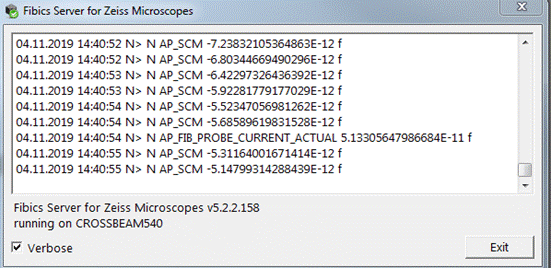 Fibics Server for Zeiss Microscopes
04.11.2019 14:40:52 N> N AP_SCM -7.23832105364863E-12 f
04.11.2019 14:40:52 N> N AP_SCM -6.80344669490296E-12 f
04.11.2019 14:40:53 N> N AP_SCM -6.42297326436392E-12 f
04.11.2019 14:40:53 N> N AP_SCM -5.92281779177029E-12 f
04.11.2019 14:40:54 N> N AP_SCM -5.52347056981262E-12 f
04.11.2019 14:40:54 N> N AP_SCM -5.68589619831528E-12 f
04.11.2019 14:40:54 N> N AP_FIB_PROBE_CURRENT_ACTUAL 5.13305647986684E-11 f
04.11.2019 14:40:55 N> N AP_SCM -5.31164001671414E-12 f
04.11.2019 14:40:55 N> N AP_SCM -5.14799314288439E-12 f
Fibics Server for Zeiss Microscopes v5.2.2.158
running on CROSSBEAM540
Verbose
Exit